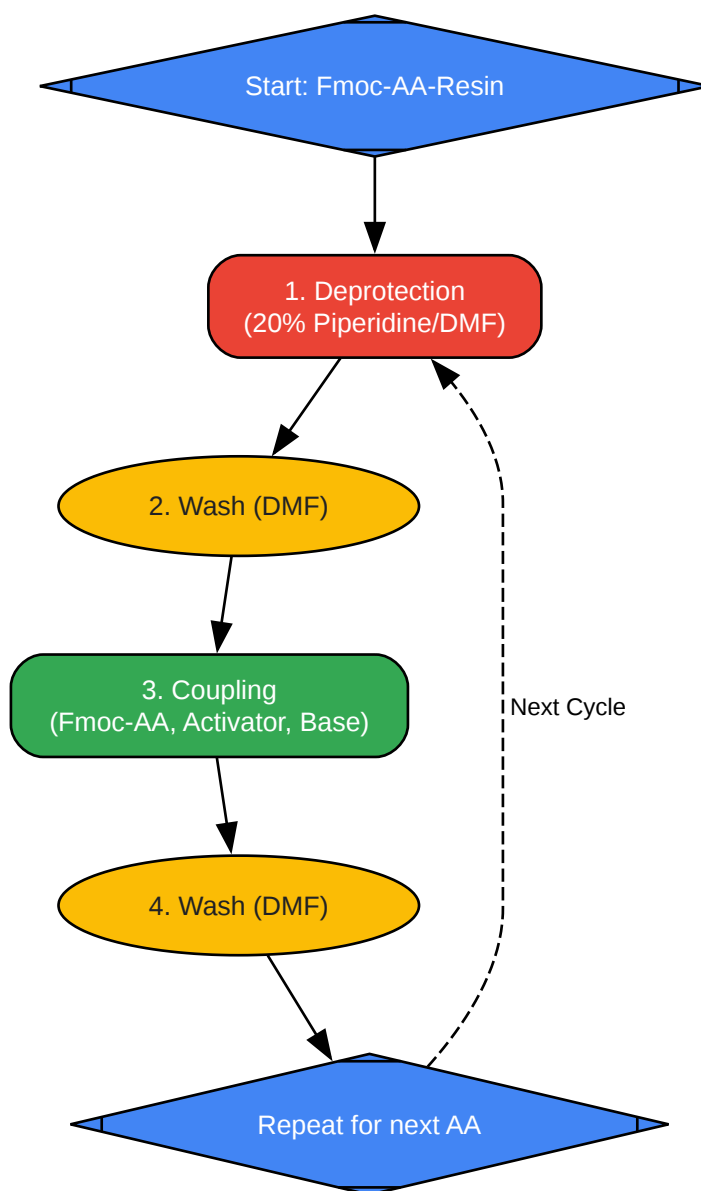 Start: Fmoc-AA-Resin
1. Deprotection
(20% Piperidine/DMF)
2. Wash (DMF)
3. Coupling
(Fmoc-AA, Activator, Base)
Next Cycle
4. Wash (DMF)
Repeat for next AA